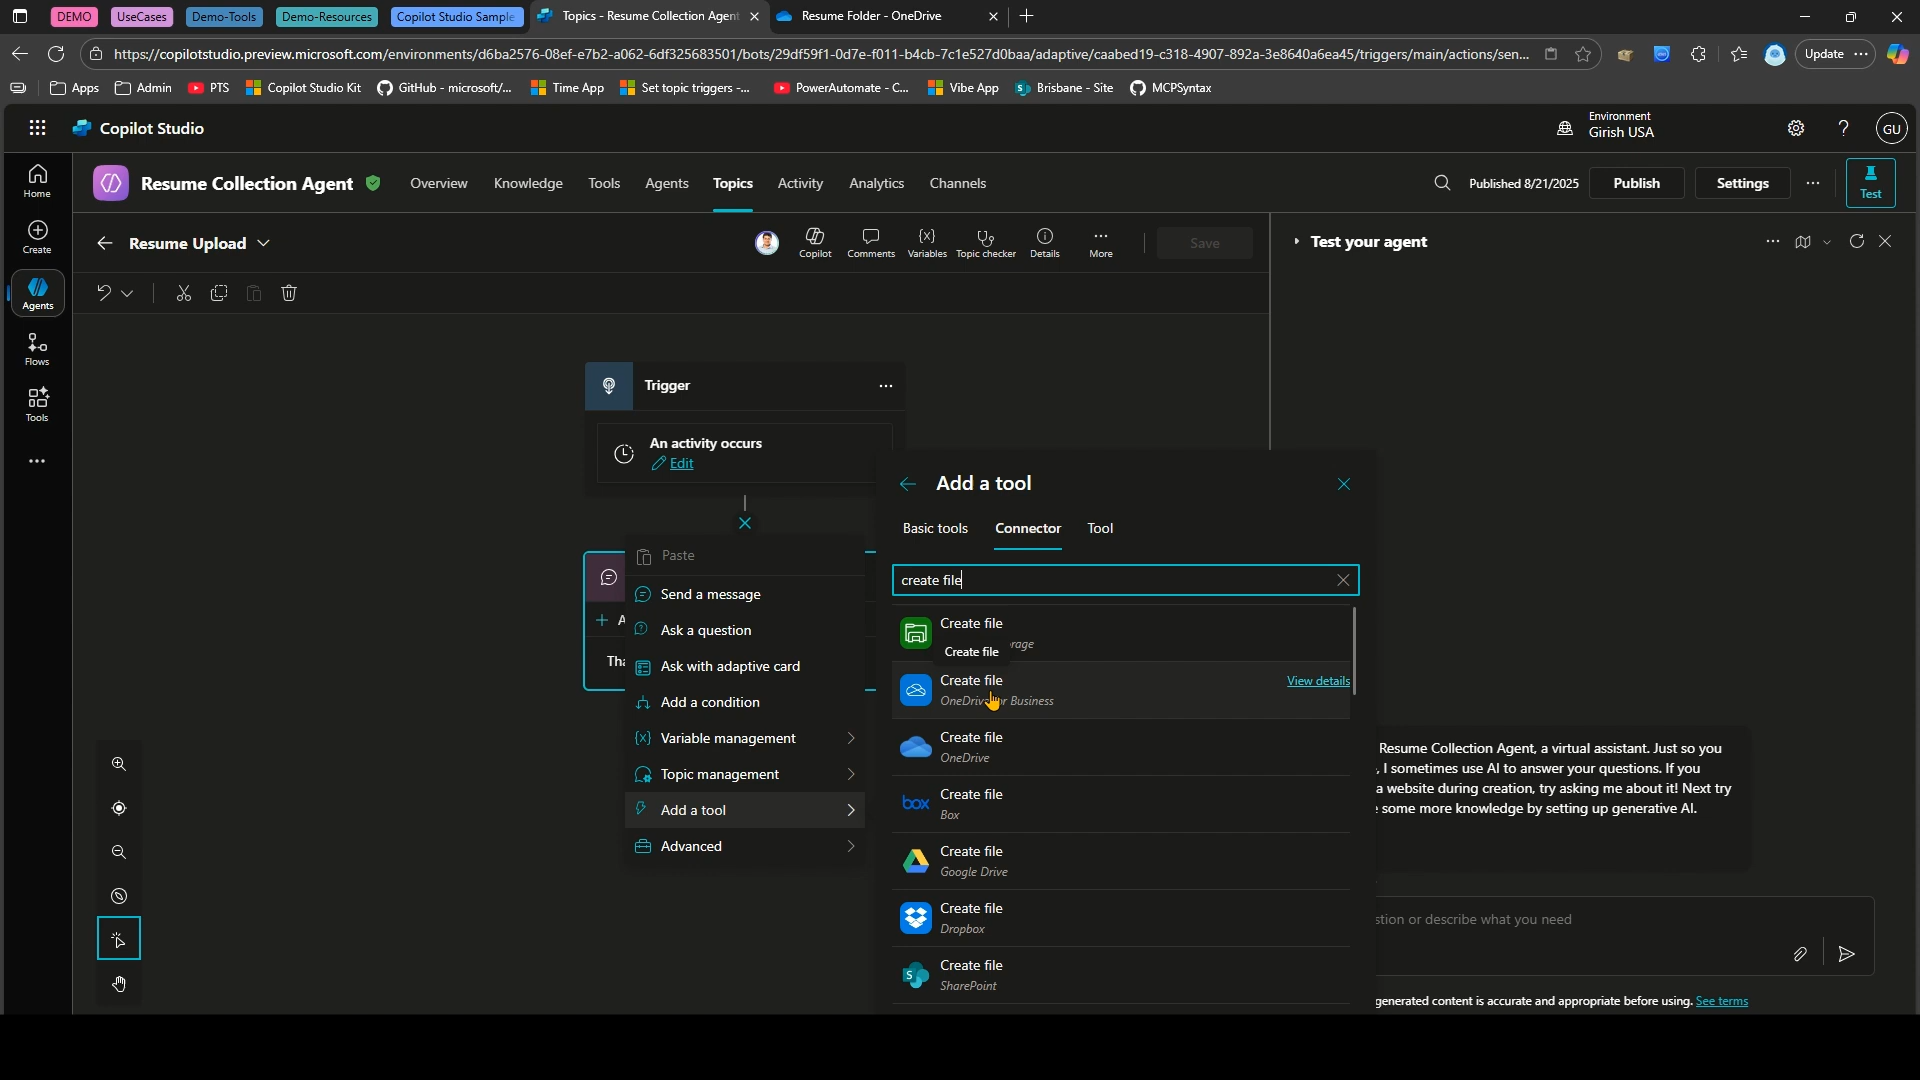 DEMO
UseCases
Demo-Tools
Demo-Resources
Copilot Studio Sample
Topics - Resume Collection Agent
Resume Folder - OneDrive
https://copilotstudio.preview.microsoft.com/environments/d6ba2576-08ef-e7b2-a062-6df325683501/bots/29df59f1-0d7e-f011-b4cb-7c1e527d0baa/adaptive/caabed19-c318-4907-892a-3e8640a6ea45/triggers/main/actions/sen...
Update
Apps
Admin
PTS
Copilot Studio Kit
GitHub - microsoft/...
Time App
Set topic triggers -...
PowerAutomate - C...
Vibe App
Brisbane - Site
MCPSyntax
Copilot Studio
Environment
Girish USA
GU
Home
Create
Agents
Flows
Tools
Resume Collection Agent
Overview
Knowledge
Tools
Agents
Topics
Activity
Analytics
Channels
Published 8/21/2025
Publish
Settings
Test
Resume Upload
Copilot
Comments
Variables
Topic checker
Details
More
Save
Test your agent
Trigger
An activity occurs
Edit
A
Tha
Paste
Send a message
Ask a question
Ask with adaptive card
Add a condition
Variable management
Topic management
Add a tool
Advanced
Add a tool
Basic tools
Connector
Tool
create file
Create file
rage
Create file
Create file
OneDriv r Business
View details
Create file
OneDrive
Create file
Box
box
Create file
Google Drive
Create file
Dropbox
Create file
SharePoint
Resume Collection Agent, a virtual assistant. Just so you
, I sometimes use AI to answer your questions. If you
a website during creation, try asking me about it! Next try
some more knowledge by setting up generative AI.
stion or describe what you need
generated content is accurate and appropriate before using. See terms